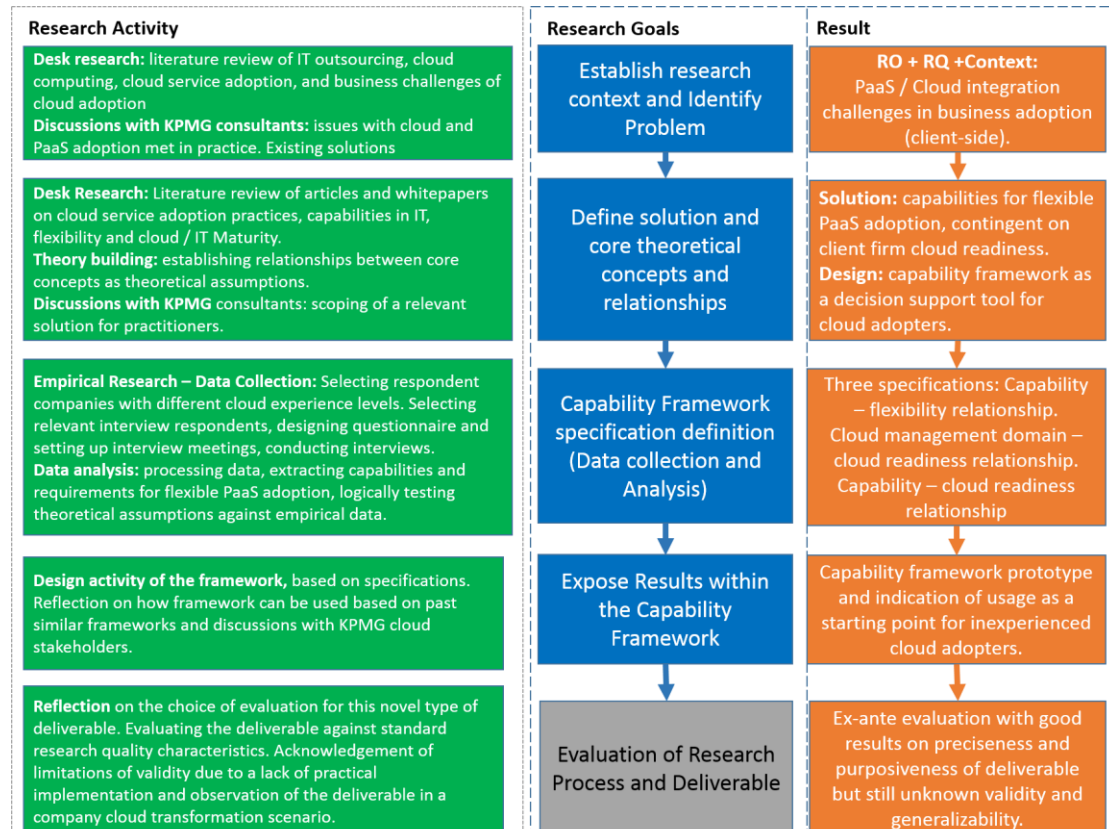 Research Activity
Desk research: literature review of IT outsourcing, cloud
computing, cloud service adoption, and business challenges of
cloud adoption
Discussions with KPMG consultants: issues with cloud and
PaaS adoption met in practice. Existing solutions
Desk Research: Literature review of articles and whitepapers
on cloud service adoption practices, capabilities in IT,
flexibility and cloud / IT Maturity.
Theory building: establishing relationships between core
concepts as theoretical assumptions.
Discussions with KPMG consultants: scoping of a relevant
solution for practitioners.
Empirical Research – Data Collection: Selecting respondent
companies with different cloud experience levels. Selecting
relevant interview respondents, designing questionnaire and
setting up interview meetings, conducting interviews.
Data analysis: processing data, extracting capabilities and
requirements for flexible PaaS adoption, logically testing
theoretical assumptions against empirical data.
Design activity of the framework, based on specifications.
Reflection on how framework can be used based on past
similar frameworks and discussions with KPMG cloud
stakeholders.
Reflection on the choice of evaluation for this novel type of
deliverable. Evaluating the deliverable against standard
research quality characteristics. Acknowledgement of
limitations of validity due to a lack of practical
implementation and observation of the deliverable in a
company cloud transformation scenario.
Research Goals
Establish research
context and Identify
Problem
Define solution and
core theoretical
concepts and
relationships
Capability Framework
specification definition
(Data collection and
Analysis)
Expose Results within
the Capability
Framework
Evaluation of Research
Process and Deliverable
Result
RO + RQ +Context:
PaaS / Cloud integration
challenges in business adoption
(client-side).
Solution: capabilities for flexible
PaaS adoption, contingent on
client firm cloud readiness.
Design: capability framework as
a decision support tool for
cloud adopters.
Three specifications: Capability
– flexibility relationship.
Cloud management domain –
cloud readiness relationship.
Capability – cloud readiness
relationship
Capability framework prototype
and indication of usage as a
starting point for inexperienced
cloud adopters.
Ex-ante evaluation with good
results on preciseness and
purposiveness of deliverable
but still unknown validity and
generalizability.